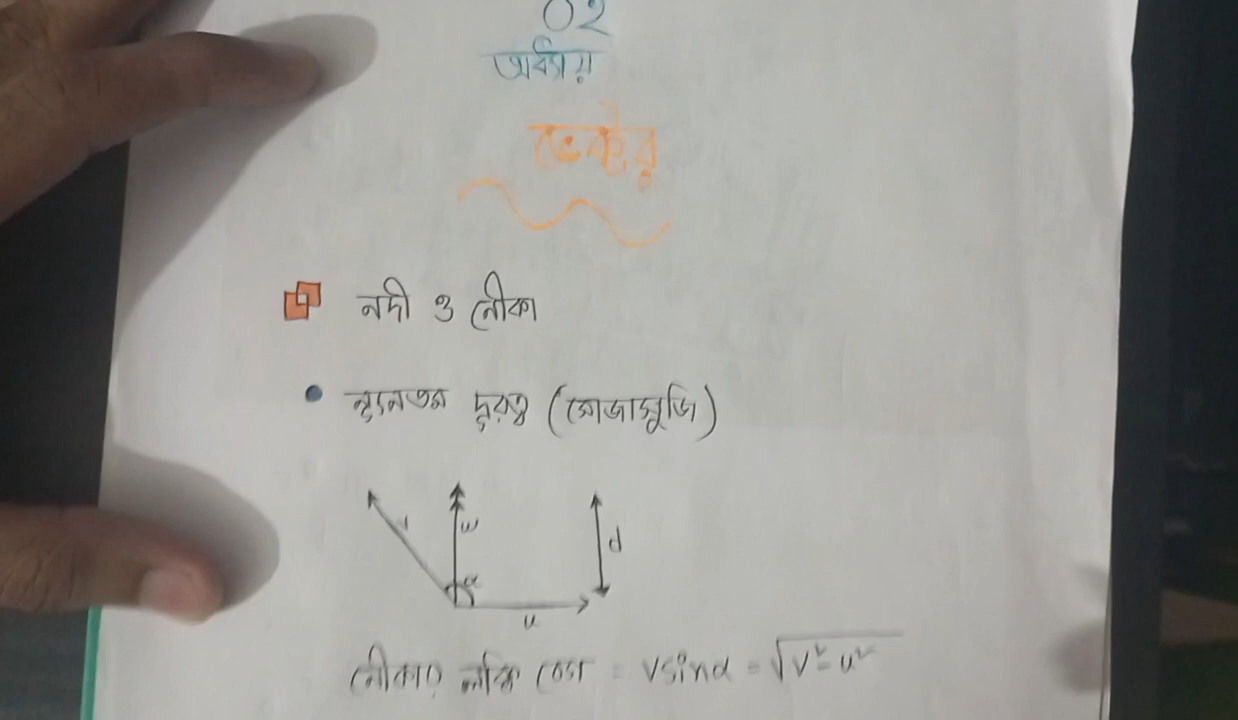 02
অধ্যায়
ভেক্টর
নদী ও নৌকা
ন্যূনতম দূরত্ব (সোজাসুজি)
v w α d
u
নৌকার লব্ধি বেগ = vsinα = √v²-u²